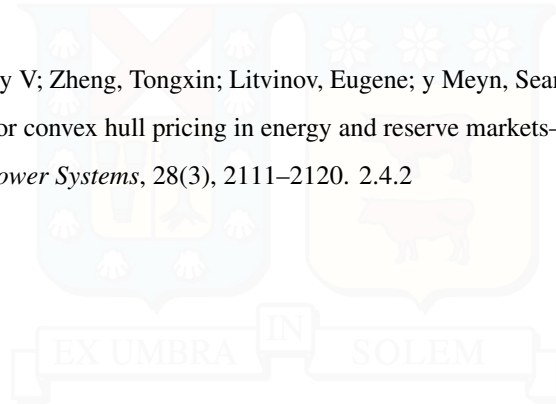 y V; Zheng, Tongxin; Litvinov, Eugene; y Meyn, Sean
or convex hull pricing in energy and reserve markets–
ower Systems, 28(3), 2111–2120. 2.4.2
IN
EX UMBRA SOLEM